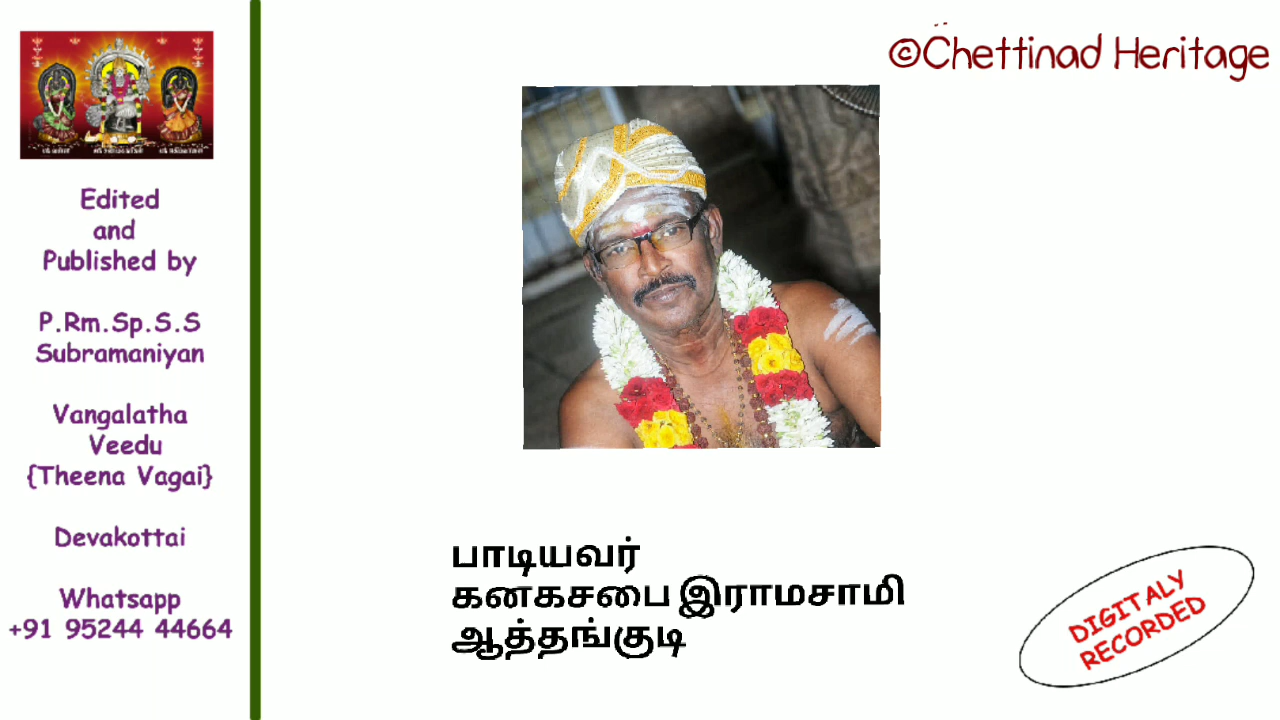 ©Chettinad Heritage
Edited
and
Published by
P.Rm.Sp.S.S
Subramaniyan
Vangalatha
Veedu
{Theena Vagai}
Devakottai
Whatsapp
+91 95244 44664
பாடியவர்
கனகசபை இராமசாமி
ஆத்தங்குடி
DIGITALY
RECORDED